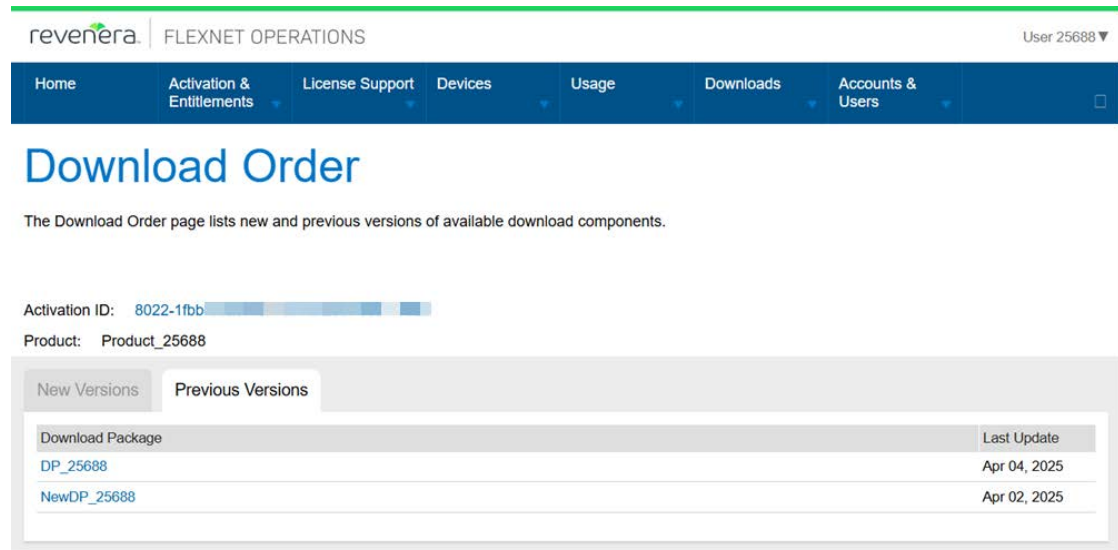 revenera. FLEXNET OPERATIONS User 25688
Home Activation & Entitlements License Support Devices Usage Downloads Accounts & Users
Download Order
The Download Order page lists new and previous versions of available download components.
Activation ID: 8022-1fbb
Product: Product_25688
New Versions Previous Versions
Download Package Last Update
DP_25688 Apr 04, 2025
NewDP_25688 Apr 02, 2025